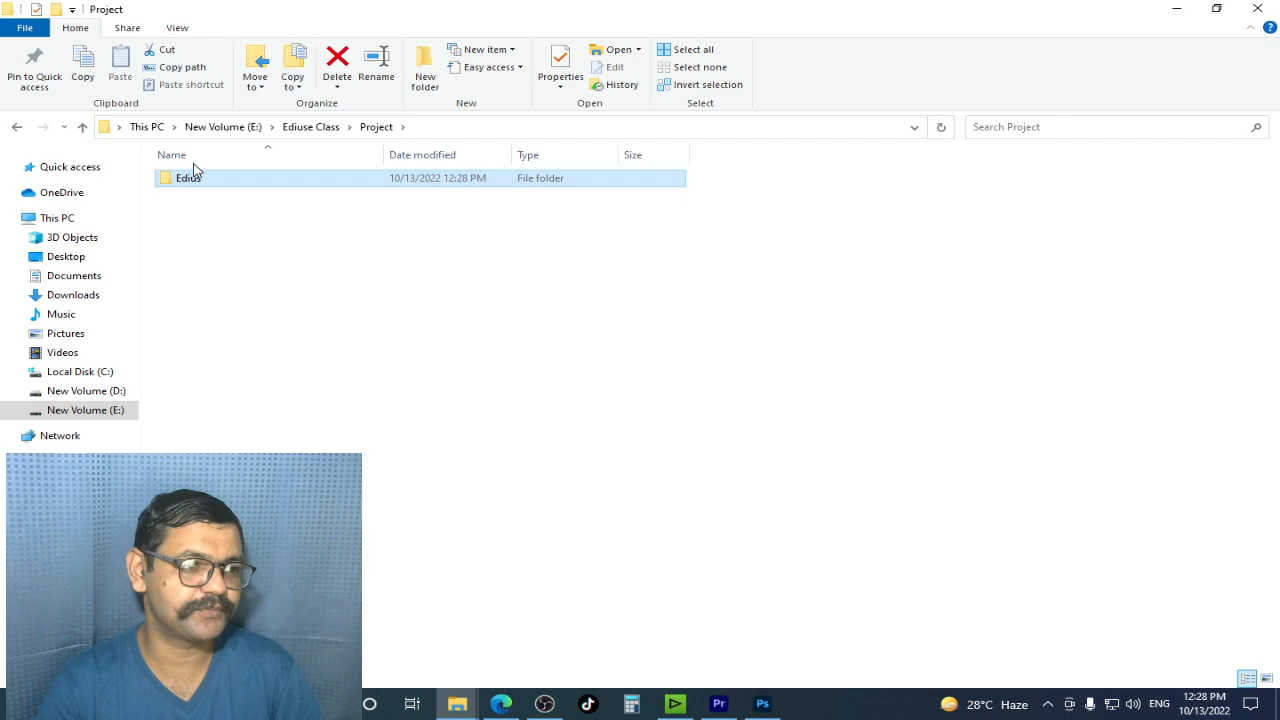 Project
File Home Share View
Pin to Quick access
Copy
Paste
Cut
Copy path
Paste shortcut
Clipboard
Move to
Copy to
Delete
Rename
Organize
New folder
New item
Easy access
New
Properties
Open
Edit
History
Open
Select all
Select none
Invert selection
Select
This PC New Volume (E:) Ediuse Class Project
Search Project
Name Date modified Type Size
Edius 10/13/2022 12:28 PM File folder
Quick access
OneDrive
This PC
3D Objects
Desktop
Documents
Downloads
Music
Pictures
Videos
Local Disk (C:)
New Volume (D:)
New Volume (E:)
Network
Pr
Ps
28°C Haze
ENG
12:28 PM
10/13/2022